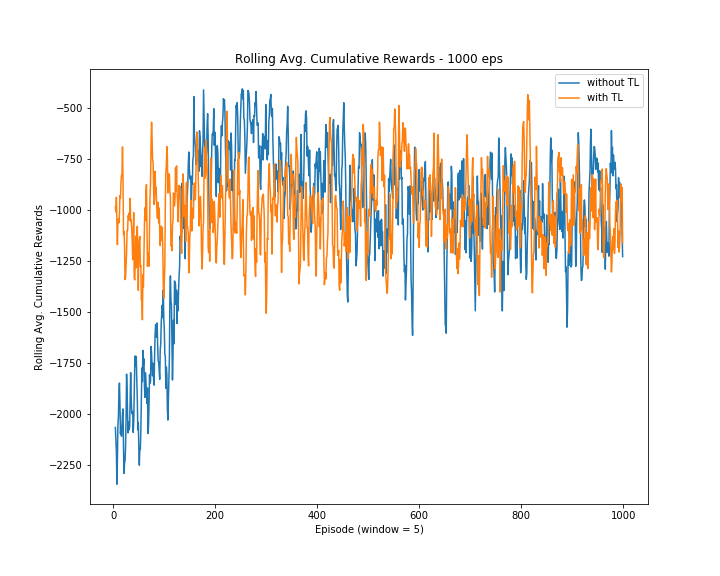 Rolling Avg. Cumulative Rewards - 1000 eps
without TL
with TL
Rolling Avg. Cumulative Rewards
−500
−750
−1000
−1250
−1500
−1750
−2000
−2250
0
200
400
600
800
1000
Episode (window = 5)